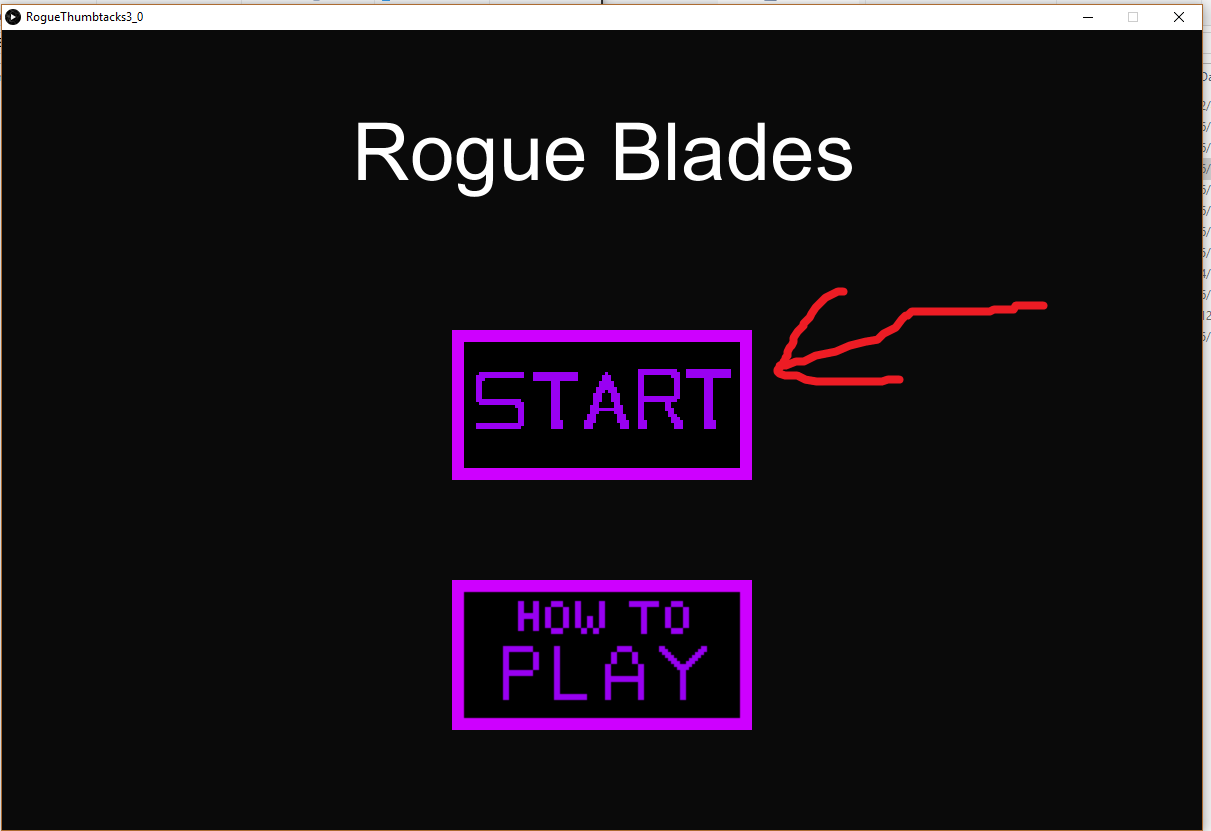 RogueThumbtacks3_0
Rogue Blades
START
HOW TO
PLAY